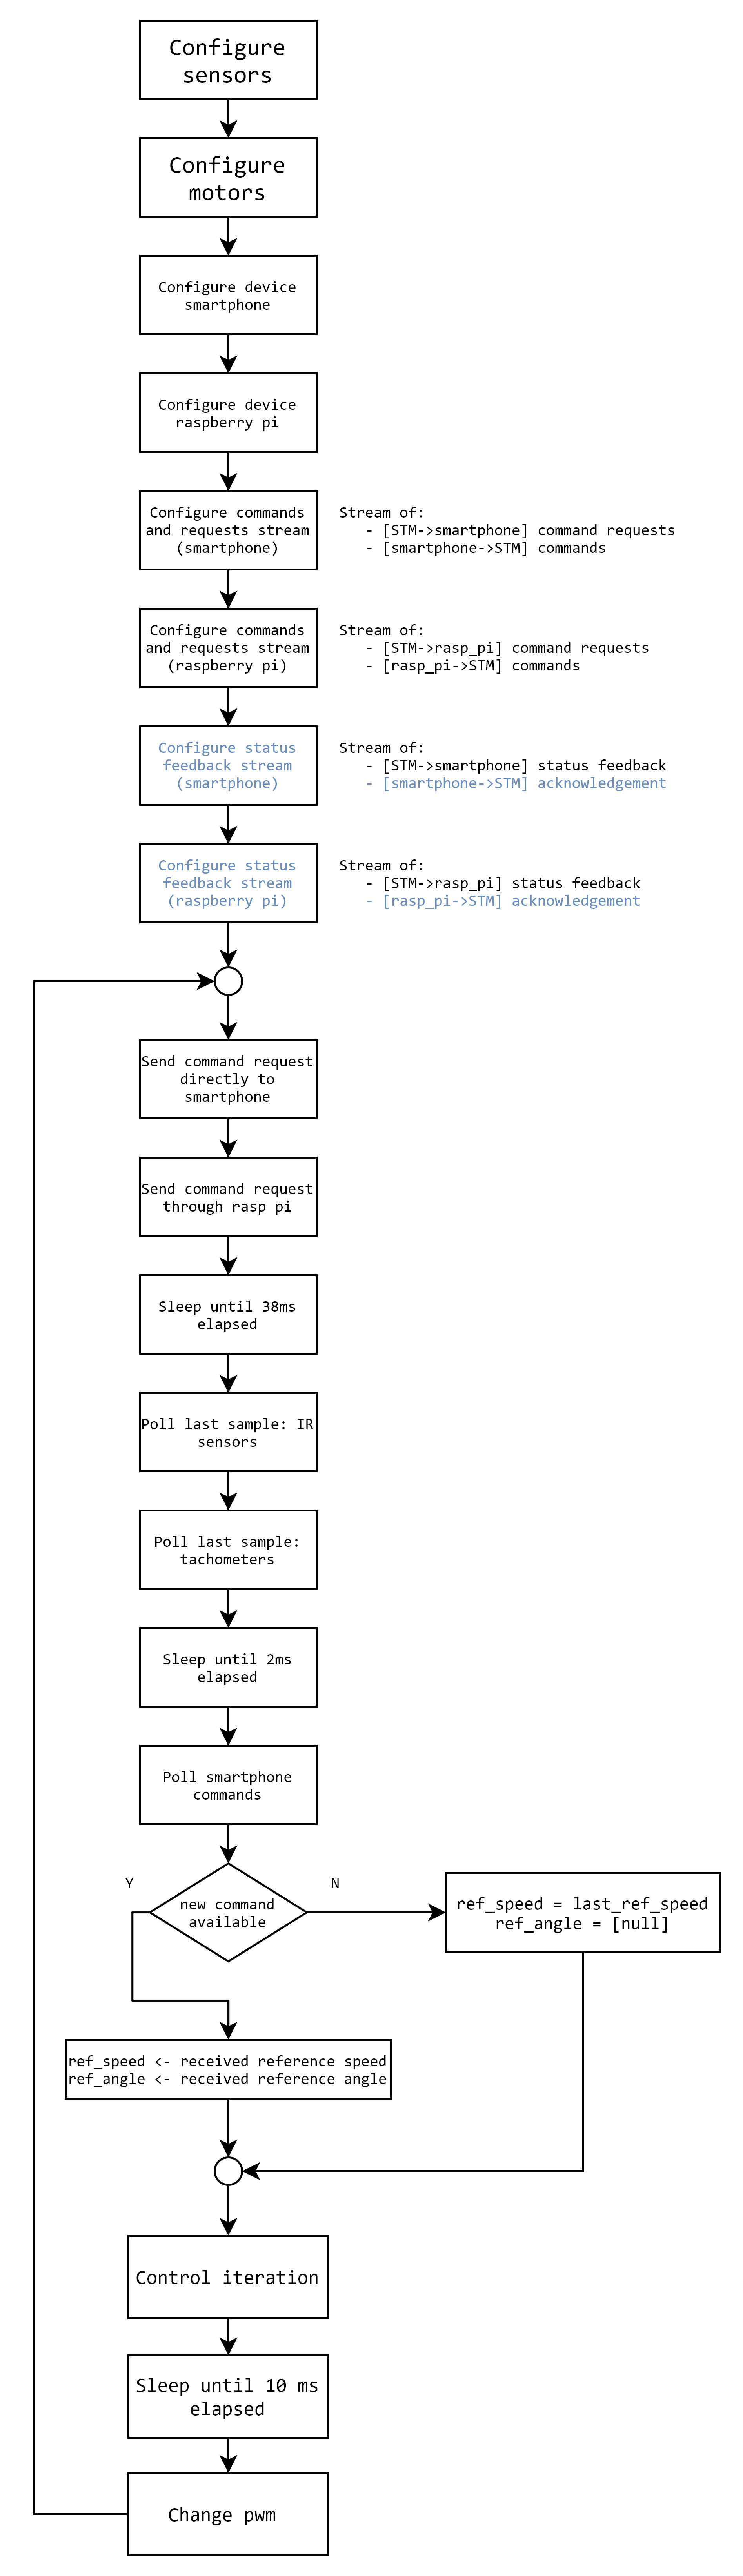 Configure
sensors
Configure
motors
Configure device
smartphone
Configure device
raspberry pi
Configure commands
and requests stream
(smartphone)
Stream of:
- [STM->smartphone] command requests
- [smartphone->STM] commands
Configure commands
and requests stream
(raspberry pi)
Stream of:
- [STM->rasp_pi] command requests
- [rasp_pi->STM] commands
Configure status
feedback stream
(smartphone)
Stream of:
- [STM->smartphone] status feedback
- [smartphone->STM] acknowledgement
Configure status
feedback stream
(raspberry pi)
Stream of:
- [STM->rasp_pi] status feedback
- [rasp_pi->STM] acknowledgement
Send command request
directly to
smartphone
Send command request
through rasp pi
Sleep until 38ms
elapsed
Poll last sample: IR
sensors
Poll last sample:
tachometers
Sleep until 2ms
elapsed
Poll smartphone
commands
Y
N
new command
available
ref_speed = last_ref_speed
ref_angle = [null]
ref_speed <- received reference speed
ref_angle <- received reference angle
Control iteration
Sleep until 10 ms
elapsed
Change pwm